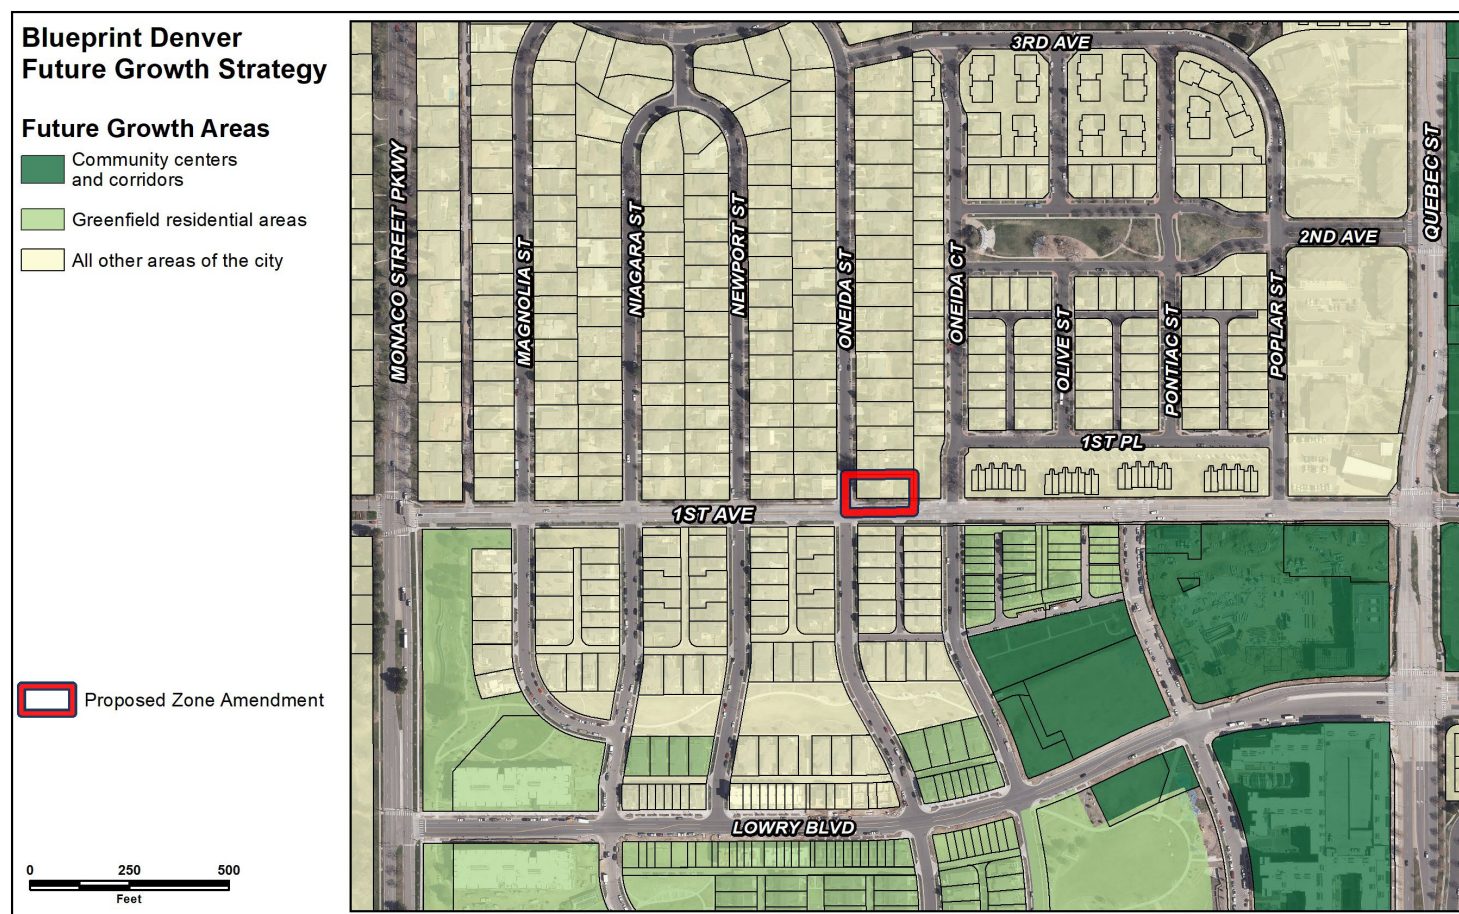 Blueprint Denver
Future Growth Strategy
Future Growth Areas
Community centers
and corridors
Greenfield residential areas
All other areas of the city
Proposed Zone Amendment
0 250 500
Feet
3RD AVE
MONACO STREET PKWY
MAGNOLIA ST
NIAGARA ST
NEWPORT ST
ONEIDA ST
ONEIDA CT
OLIVE ST
PONTIAC ST
POPLAR ST
QUEBEC ST
2ND AVE
1ST PL
1ST AVE
LOWRY BLVD